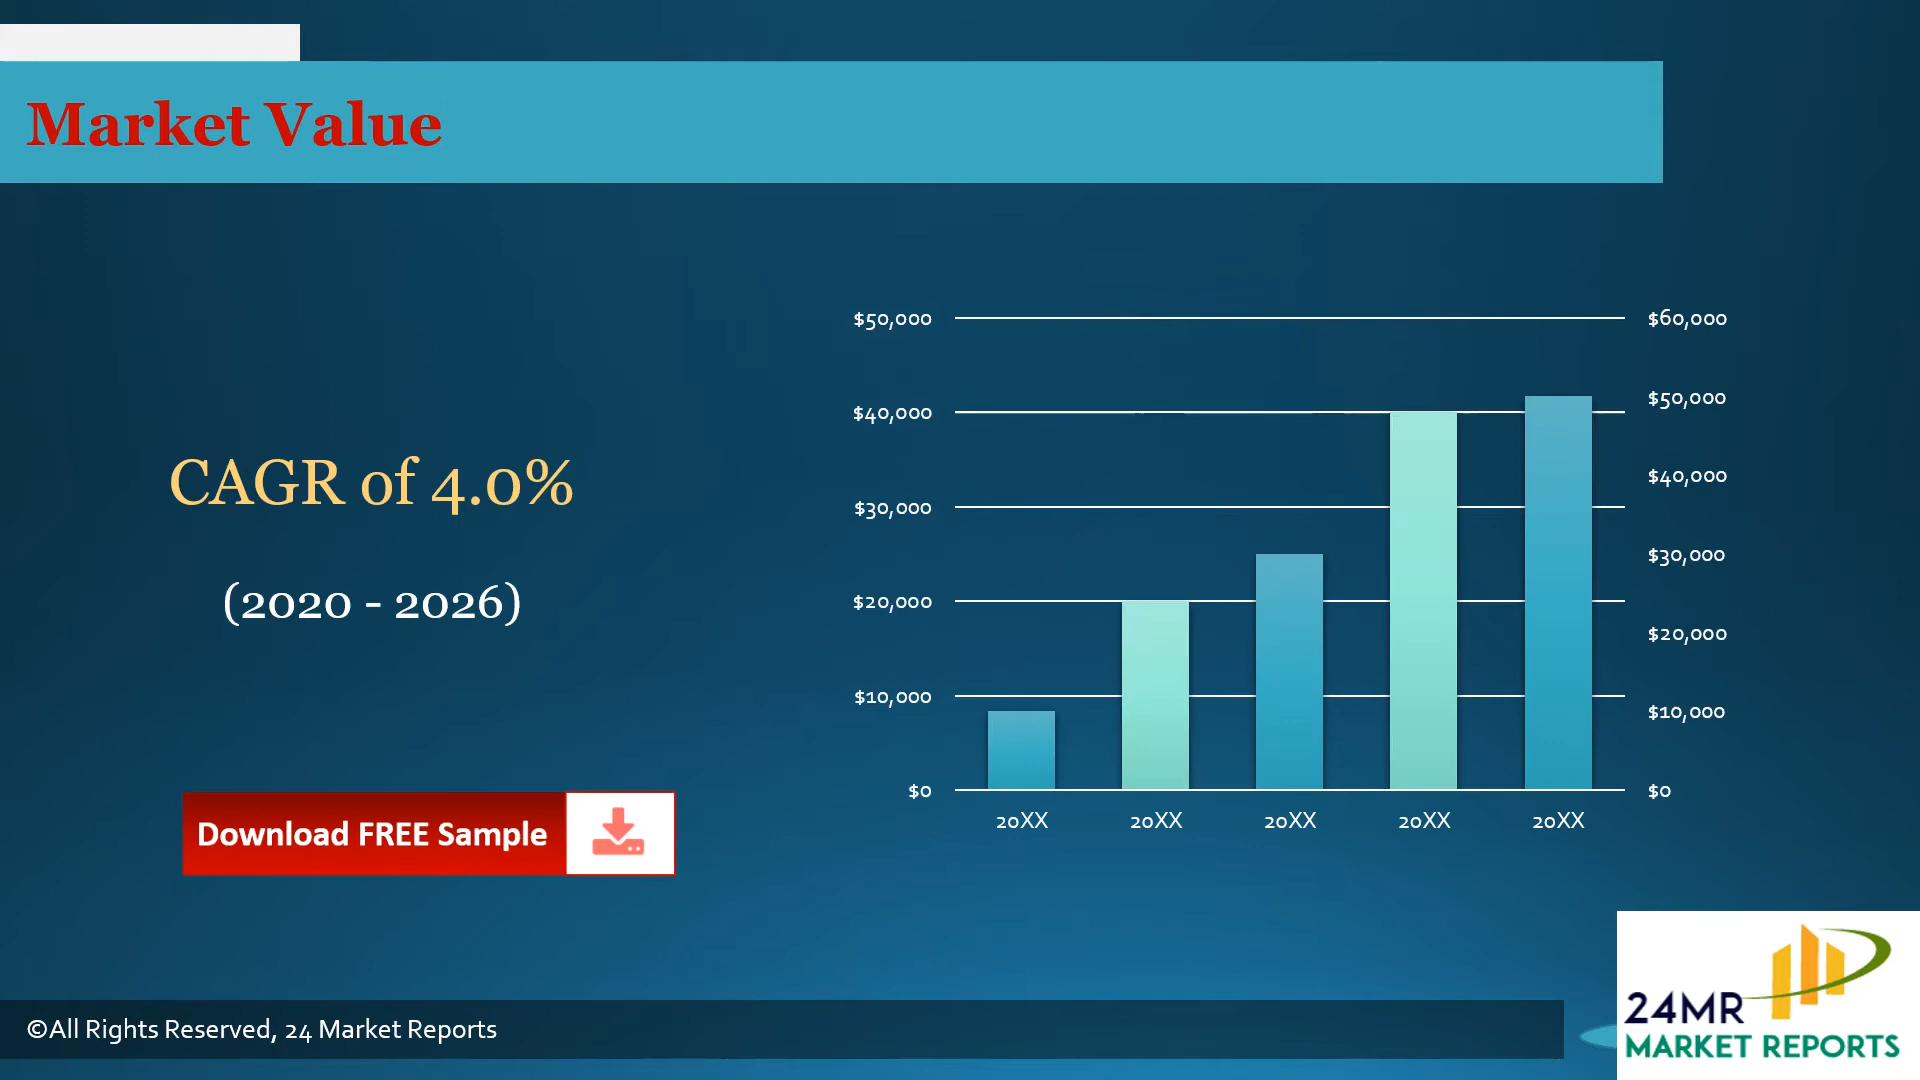 Market Value
CAGR of 4.0%
(2020 - 2026)
Download FREE Sample
$50,000
$40,000
$30,000
$20,000
$10,000
$0
$60,000
$50,000
$40,000
$30,000
$20,000
$10,000
$0
20XX 20XX 20XX 20XX 20XX
©All Rights Reserved, 24 Market Reports
24MR
MARKET REPORTS